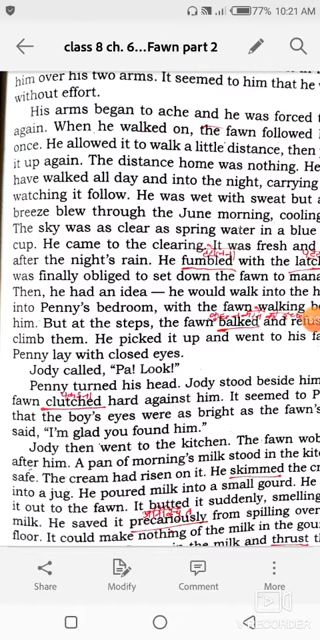 77% 10:21 AM
class 8 ch. 6...Fawn part 2
him over his two arms. It seemed to him that he
without effort.
His arms began to ache and he was forced
again. When he walked on, the fawn followed
once. He allowed it to walk a little distance, then
it up again. The distance home was nothing. He
have walked all day and into the night, carrying
watching it follow. He was wet with sweat but a
breeze blew through the June morning, cooling
The sky was as clear as spring water in a blue
cup. He came to the clearing. It was fresh and
after the night's rain. He fumbled with the latc
was finally obliged to set down the fawn to mana
Then, he had an idea — he would walk into the h
into Penny's bedroom, with the fawn walking be
him. But at the steps, the fawn balked and refus
climb them. He picked it up and went to his fa
Penny lay with closed eyes.
Jody called, "Pa! Look!"
Penny turned his head. Jody stood beside him
fawn clutched hard against him. It seemed to P
that the boy's eyes were as bright as the fawn's
said, "I'm glad you found him."
Jody then went to the kitchen. The fawn wob
after him. A pan of morning's milk stood in the kit
safe. The cream had risen on it. He skimmed the cr
into a jug. He poured milk into a small gourd. He
it out to the fawn. It butted it suddenly, smelling
milk. He saved it precariously from spilling over
floor. It could make nothing of the milk in the gour
in the milk and thrust
Share Modify Comment More